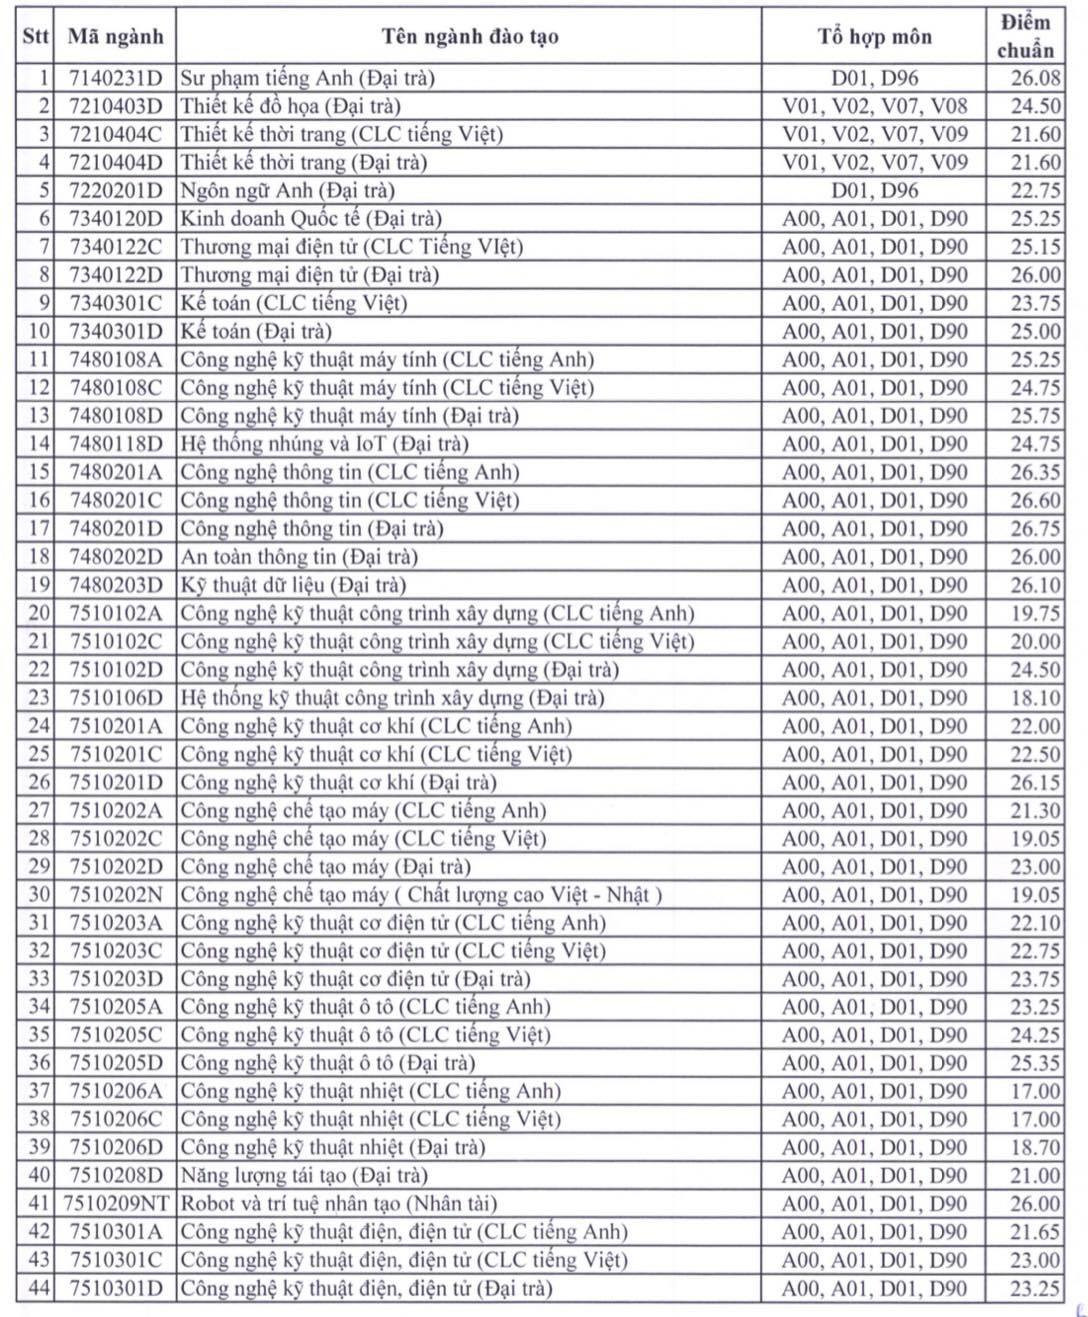 Stt Mã ngành Tên ngành đào tạo Tổ hợp môn Điểm chuẩn
1 7140231D Sư phạm tiếng Anh (Đại trà) D01, D96 26.08
2 7210403D Thiết kế đồ họa (Đại trà) V01, V02, V07, V08 24.50
3 7210404C Thiết kế thời trang (CLC tiếng Việt) V01, V02, V07, V09 21.60
4 7210404D Thiết kế thời trang (Đại trà) V01, V02, V07, V09 21.60
5 7220201D Ngôn ngữ Anh (Đại trà) D01, D96 22.75
6 7340120D Kinh doanh Quốc tế (Đại trà) A00, A01, D01, D90 25.25
7 7340122C Thương mại điện tử (CLC Tiếng VIệt) A00, A01, D01, D90 25.15
8 7340122D Thương mại điện tử (Đại trà) A00, A01, D01, D90 26.00
9 7340301C Kế toán (CLC tiếng Việt) A00, A01, D01, D90 23.75
10 7340301D Kế toán (Đại trà) A00, A01, D01, D90 25.00
11 7480108A Công nghệ kỹ thuật máy tính (CLC tiếng Anh) A00, A01, D01, D90 25.25
12 7480108C Công nghệ kỹ thuật máy tính (CLC tiếng Việt) A00, A01, D01, D90 24.75
13 7480108D Công nghệ kỹ thuật máy tính (Đại trà) A00, A01, D01, D90 25.75
14 7480118D Hệ thống nhúng và IoT (Đại trà) A00, A01, D01, D90 24.75
15 7480201A Công nghệ thông tin (CLC tiếng Anh) A00, A01, D01, D90 26.35
16 7480201C Công nghệ thông tin (CLC tiếng Việt) A00, A01, D01, D90 26.60
17 7480201D Công nghệ thông tin (Đại trà) A00, A01, D01, D90 26.75
18 7480202D An toàn thông tin (Đại trà) A00, A01, D01, D90 26.00
19 7480203D Kỹ thuật dữ liệu (Đại trà) A00, A01, D01, D90 26.10
20 7510102A Công nghệ kỹ thuật công trình xây dựng (CLC tiếng Anh) A00, A01, D01, D90 19.75
21 7510102C Công nghệ kỹ thuật công trình xây dựng (CLC tiếng Việt) A00, A01, D01, D90 20.00
22 7510102D Công nghệ kỹ thuật công trình xây dựng (Đại trà) A00, A01, D01, D90 24.50
23 7510106D Hệ thống kỹ thuật công trình xây dựng (Đại trà) A00, A01, D01, D90 18.10
24 7510201A Công nghệ kỹ thuật cơ khí (CLC tiếng Anh) A00, A01, D01, D90 22.00
25 7510201C Công nghệ kỹ thuật cơ khí (CLC tiếng Việt) A00, A01, D01, D90 22.50
26 7510201D Công nghệ kỹ thuật cơ khí (Đại trà) A00, A01, D01, D90 26.15
27 7510202A Công nghệ chế tạo máy (CLC tiếng Anh) A00, A01, D01, D90 21.30
28 7510202C Công nghệ chế tạo máy (CLC tiếng Việt) A00, A01, D01, D90 19.05
29 7510202D Công nghệ chế tạo máy (Đại trà) A00, A01, D01, D90 23.00
30 7510202N Công nghệ chế tạo máy ( Chất lượng cao Việt - Nhật ) A00, A01, D01, D90 19.05
31 7510203A Công nghệ kỹ thuật cơ điện tử (CLC tiếng Anh) A00, A01, D01, D90 22.10
32 7510203C Công nghệ kỹ thuật cơ điện tử (CLC tiếng Việt) A00, A01, D01, D90 22.75
33 7510203D Công nghệ kỹ thuật cơ điện tử (Đại trà) A00, A01, D01, D90 23.75
34 7510205A Công nghệ kỹ thuật ô tô (CLC tiếng Anh) A00, A01, D01, D90 23.25
35 7510205C Công nghệ kỹ thuật ô tô (CLC tiếng Việt) A00, A01, D01, D90 24.25
36 7510205D Công nghệ kỹ thuật ô tô (Đại trà) A00, A01, D01, D90 25.35
37 7510206A Công nghệ kỹ thuật nhiệt (CLC tiếng Anh) A00, A01, D01, D90 17.00
38 7510206C Công nghệ kỹ thuật nhiệt (CLC tiếng Việt) A00, A01, D01, D90 17.00
39 7510206D Công nghệ kỹ thuật nhiệt (Đại trà) A00, A01, D01, D90 18.70
40 7510208D Năng lượng tái tạo (Đại trà) A00, A01, D01, D90 21.00
41 7510209NT Robot và trí tuệ nhân tạo (Nhân tài) A00, A01, D01, D90 26.00
42 7510301A Công nghệ kỹ thuật điện, điện tử (CLC tiếng Anh) A00, A01, D01, D90 21.65
43 7510301C Công nghệ kỹ thuật điện, điện tử (CLC tiếng Việt) A00, A01, D01, D90 23.00
44 7510301D Công nghệ kỹ thuật điện, điện tử (Đại trà) A00, A01, D01, D90 23.25